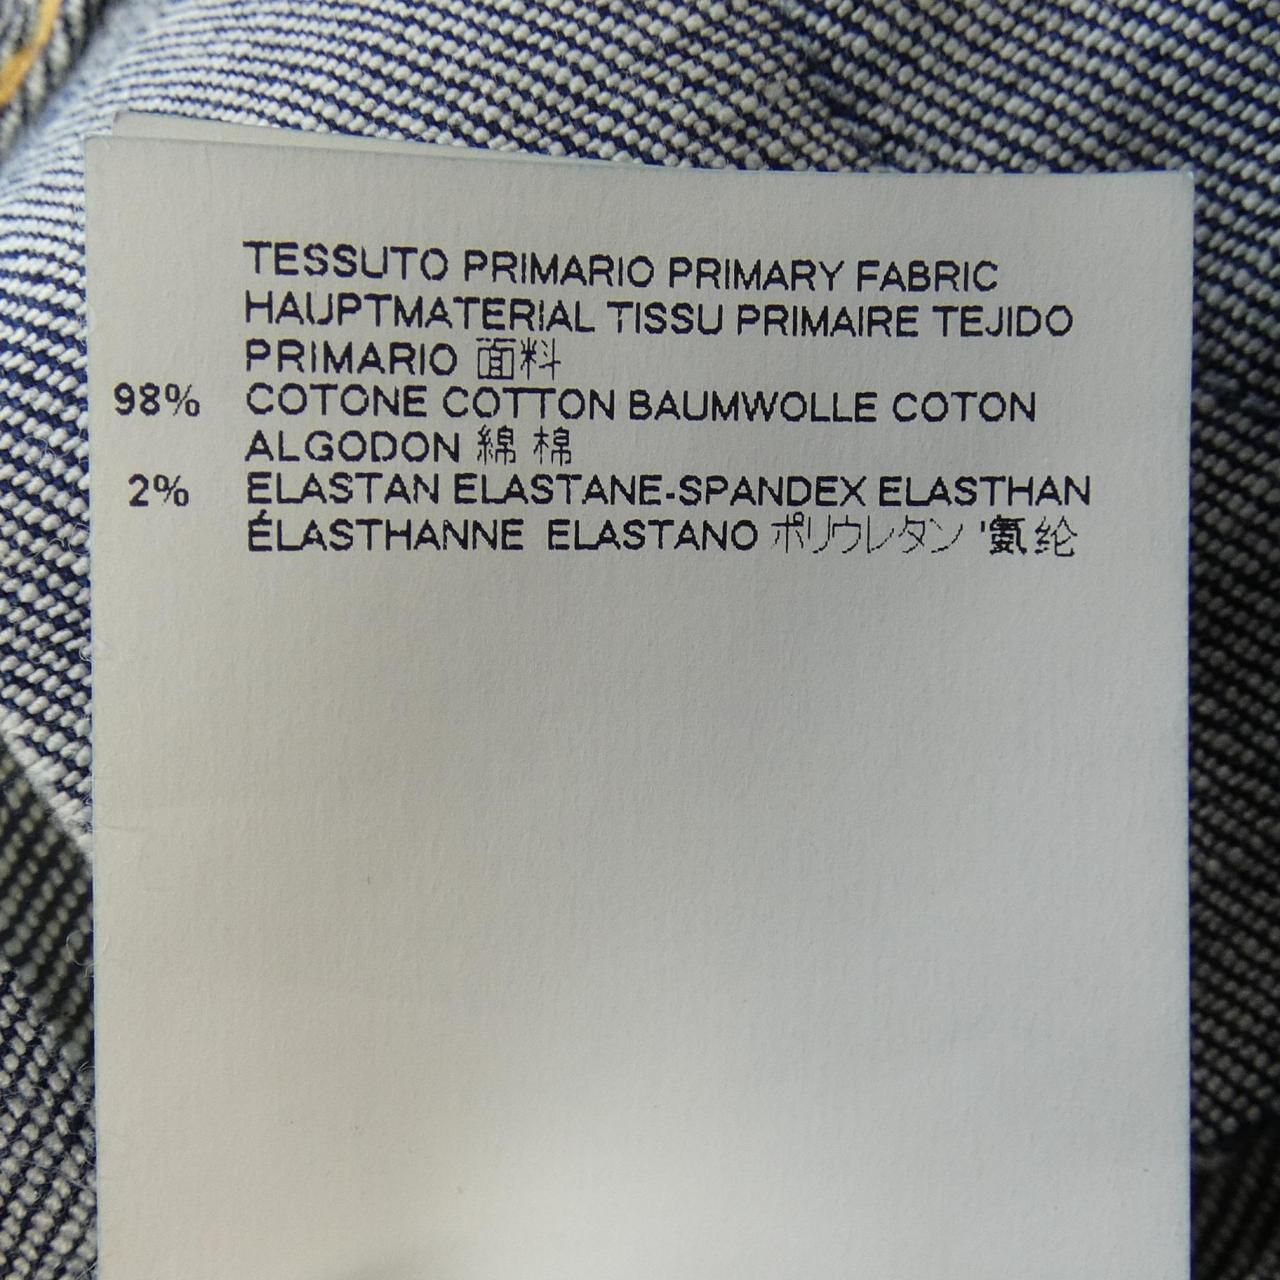 TESSUTO PRIMARIO PRIMARY FABRIC
HAUPTMATERIAL TISSU PRIMAIRE TEJIDO
PRIMARIO 面料
98% COTONE COTTON BAUMWOLLE COTON
ALGODON 綿 棉
2% ELASTAN ELASTANE-SPANDEX ELASTHAN
ÉLASTHANNE ELASTANO ポリウレタン '氨纶